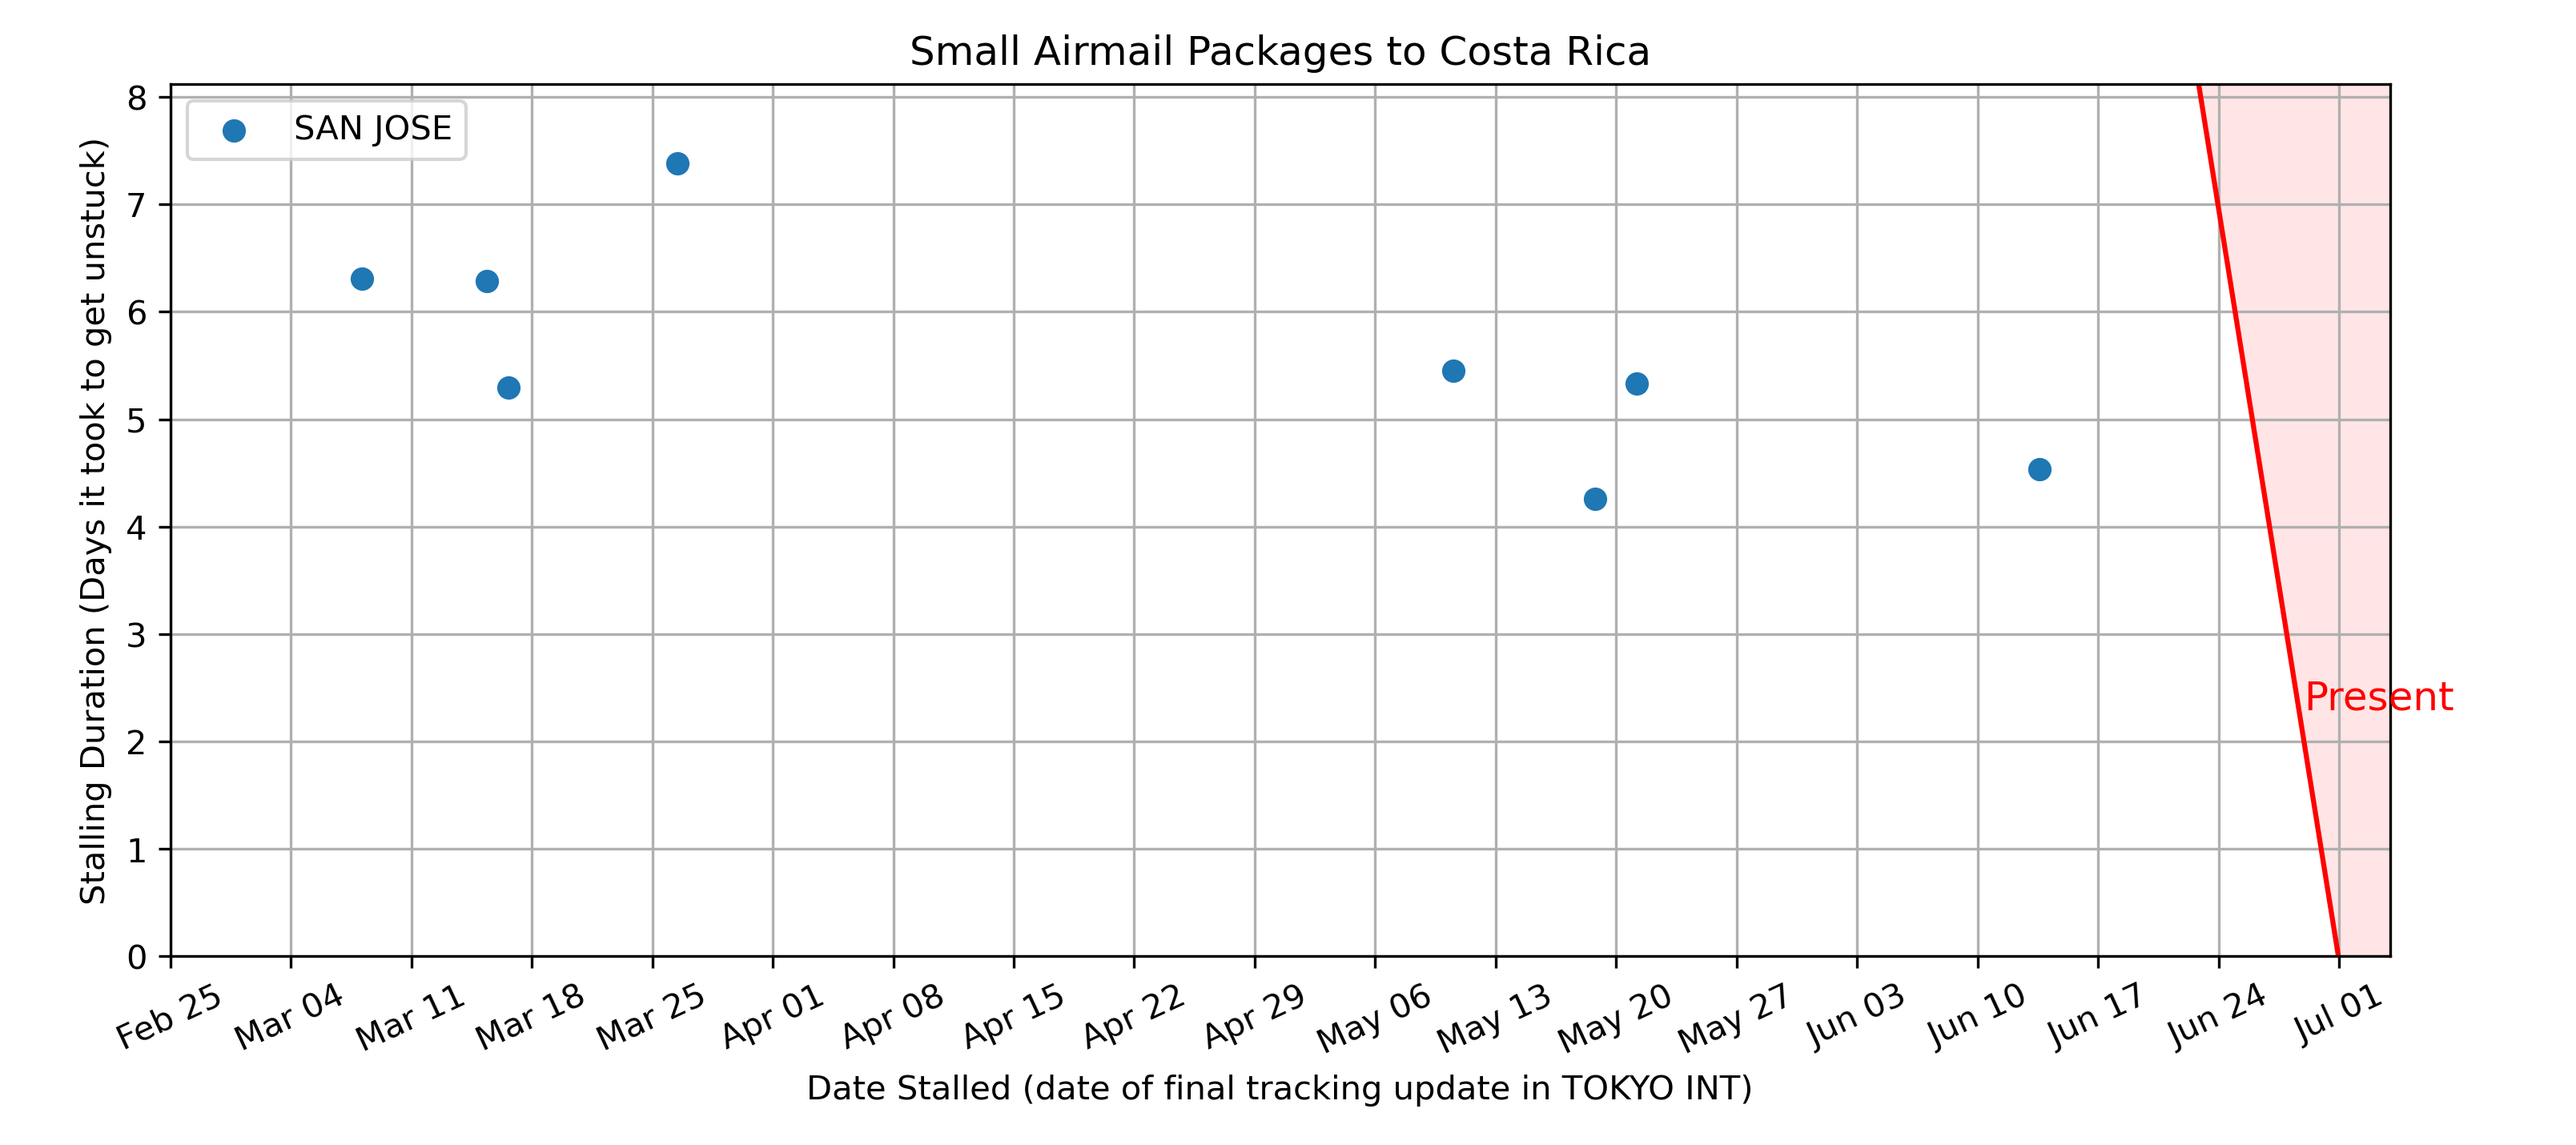 Small Airmail Packages to Costa Rica
SAN JOSE
Stalling Duration (Days it took to get unstuck)
8
7
6
5
4
3
2
1
0
Present
Feb 25 Mar 04 Mar 11 Mar 18 Mar 25 Apr 01 Apr 08 Apr 15 Apr 22 Apr 29 May 06 May 13 May 20 May 27 Jun 03 Jun 10 Jun 17 Jun 24 Jul 01
Date Stalled (date of final tracking update in TOKYO INT)